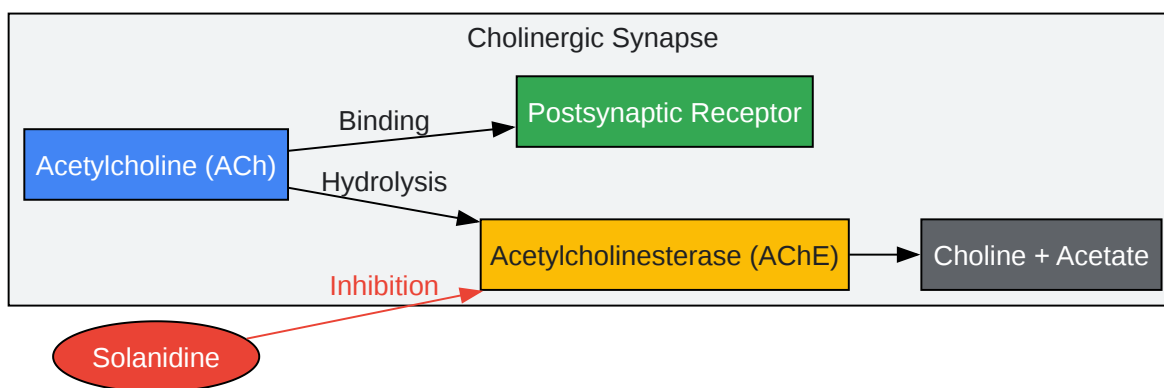 Cholinergic Synapse
Postsynaptic Receptor
Binding
Acetylcholine (ACh)
Hydrolysis
Acetylcholinesterase (AChE)
Choline + Acetate
Inhibition
Solanidine